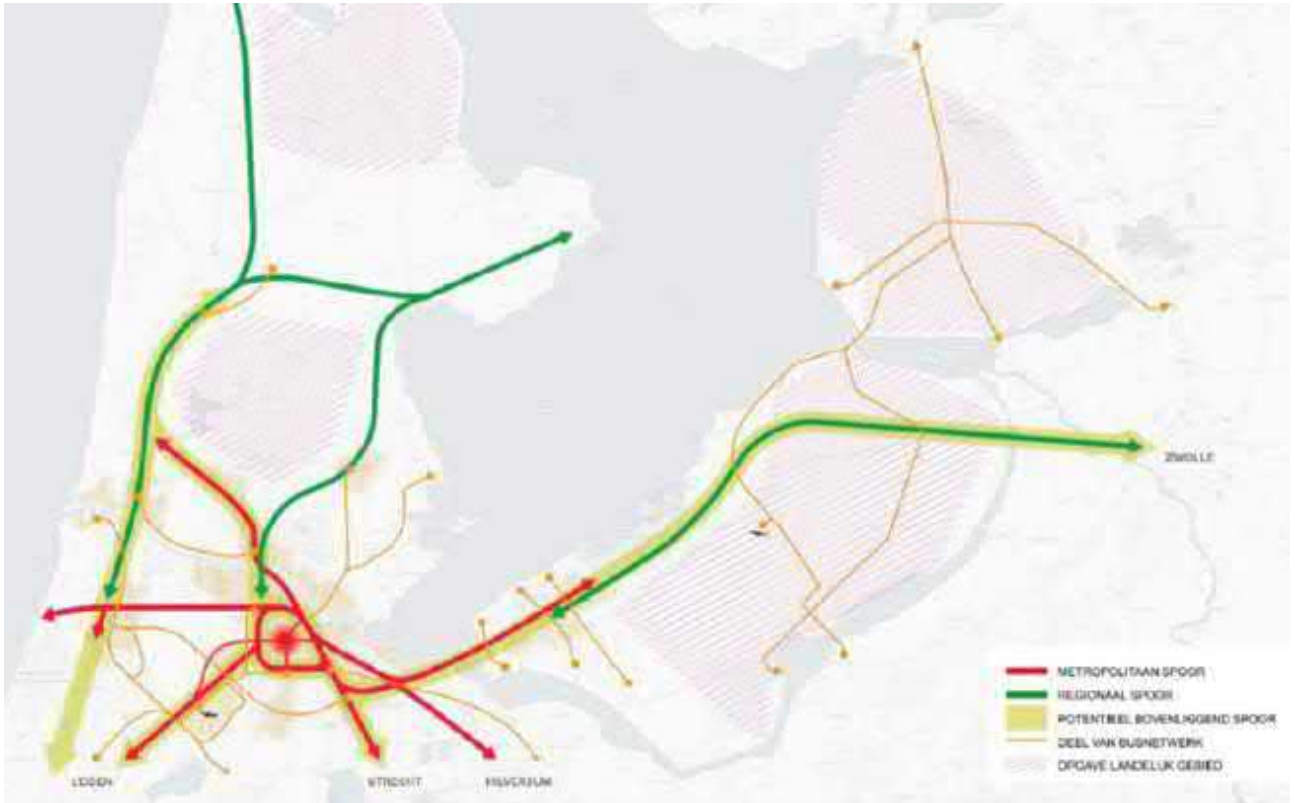 ZWOLLE
METROPOLITAAN SPOOR
REGIONAAL SPOOR
POTENTIEEL BOVENLIGGEND SPOOR
DEEL VAN BUSNETWERK
OPGAVE LANDELIJK GEBIED
LEIDEN
UTRECHT
HILVERSUM